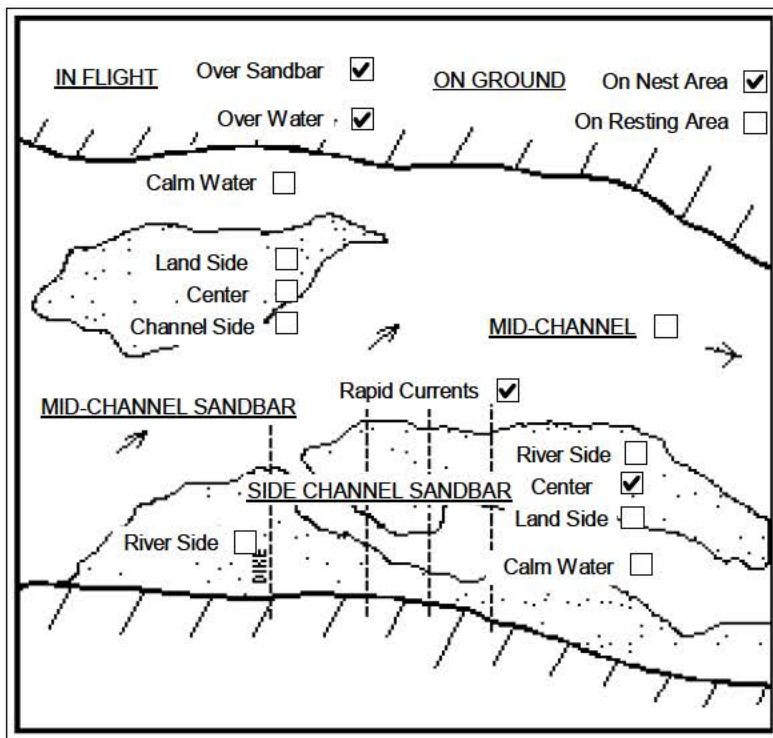 IN FLIGHT Over Sandbar ☑ ON GROUND On Nest Area ☑
Over Water ☑ On Resting Area ☐
Calm Water ☐
Land Side ☐
Center ☐
Channel Side ☐
MID-CHANNEL ☐
Rapid Currents ☑
MID-CHANNEL SANDBAR
River Side ☐
SIDE CHANNEL SANDBAR Center ☑
Land Side ☐
River Side ☐
DIKE
Calm Water ☐